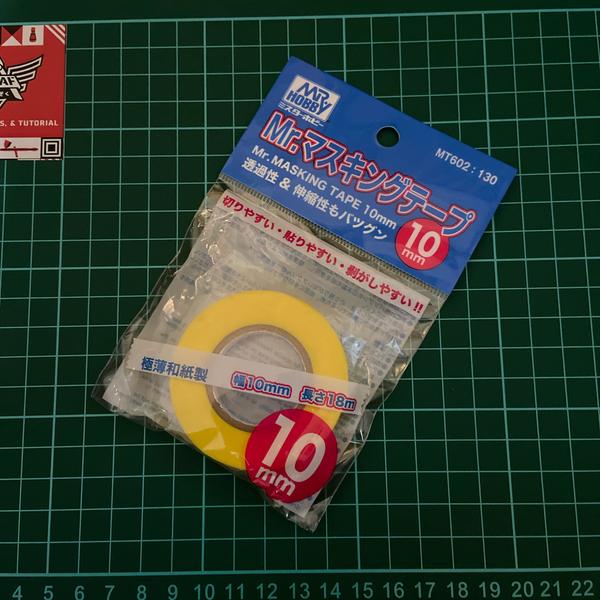 S, & TUTORIAL
MR
HOBBY
ミスターホビー
MT602 : 130
Mr.マスキングテープ
Mr. MASKING TAPE 10mm
透過性 & 伸縮性もバツグン
10
mm
切りやすい・貼りやすい・剥がしやすい!!
極薄和紙製
幅10mm 長さ18m
10
mm
4 5 6 7 8 9 10 11 12 13 14 15 16 17 18 19 20 21 22